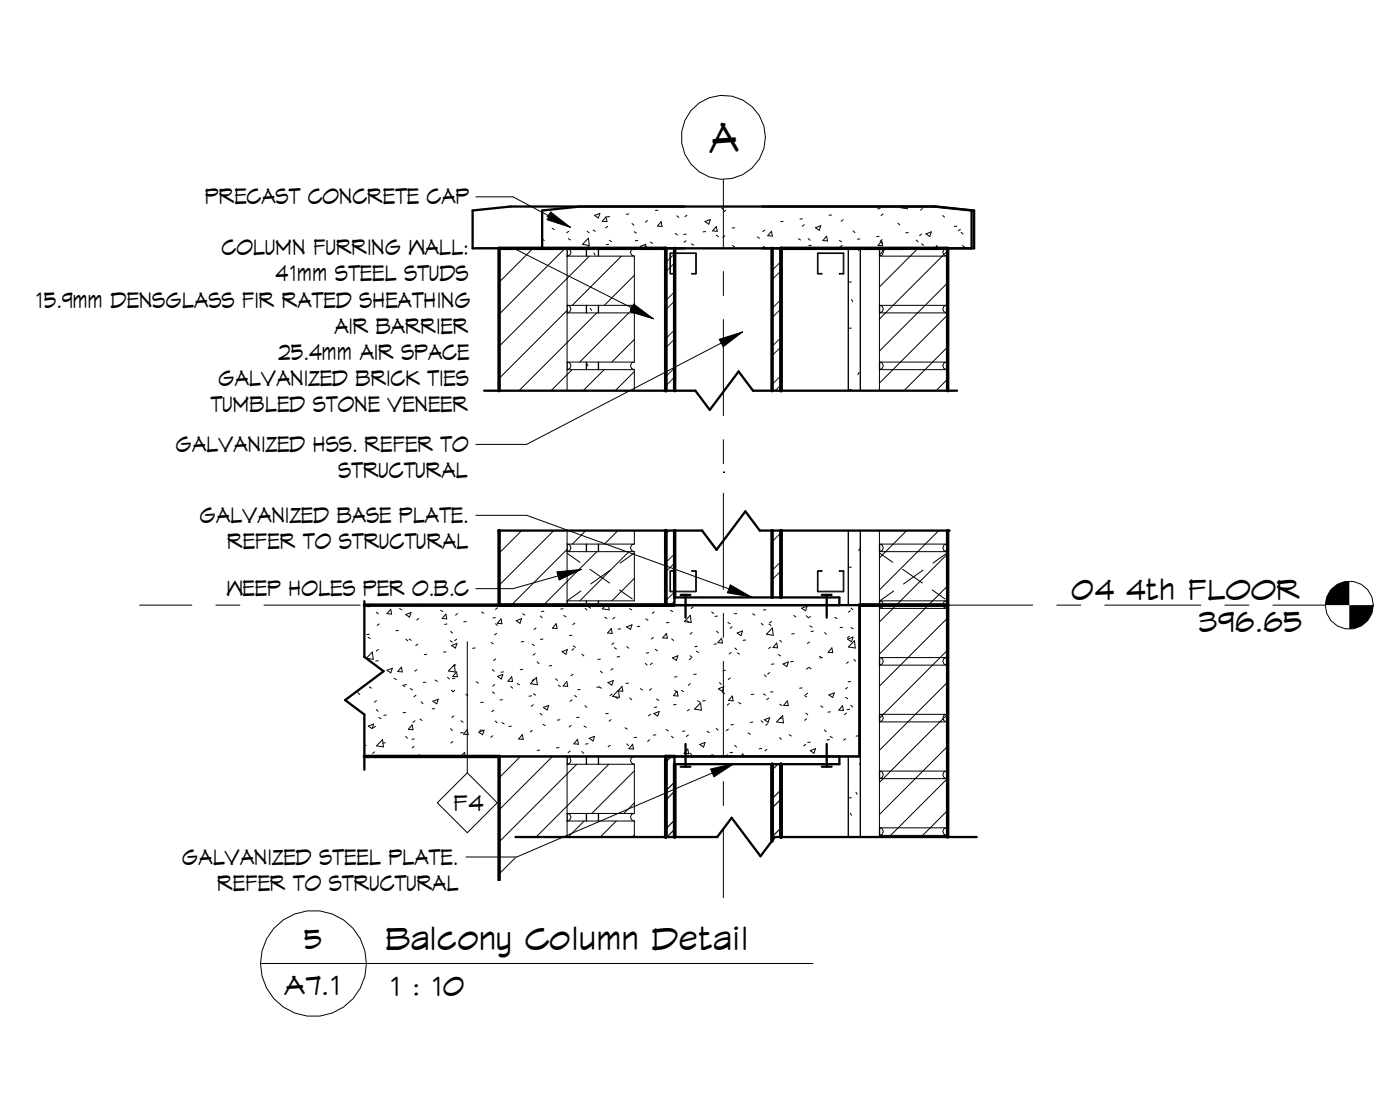 A
PRECAST CONCRETE CAP
COLUMN FURRING WALL:
41mm STEEL STUDS
15.9mm DENSGLASS FIR RATED SHEATHING
AIR BARRIER
25.4mm AIR SPACE
GALVANIZED BRICK TIES
TUMBLED STONE VENEER
GALVANIZED HSS. REFER TO
STRUCTURAL
GALVANIZED BASE PLATE.
REFER TO STRUCTURAL
WEEP HOLES PER O.B.C
04 4th FLOOR
396.65
F4
GALVANIZED STEEL PLATE.
REFER TO STRUCTURAL
5
Balcony Column Detail
A7.1
1 : 10